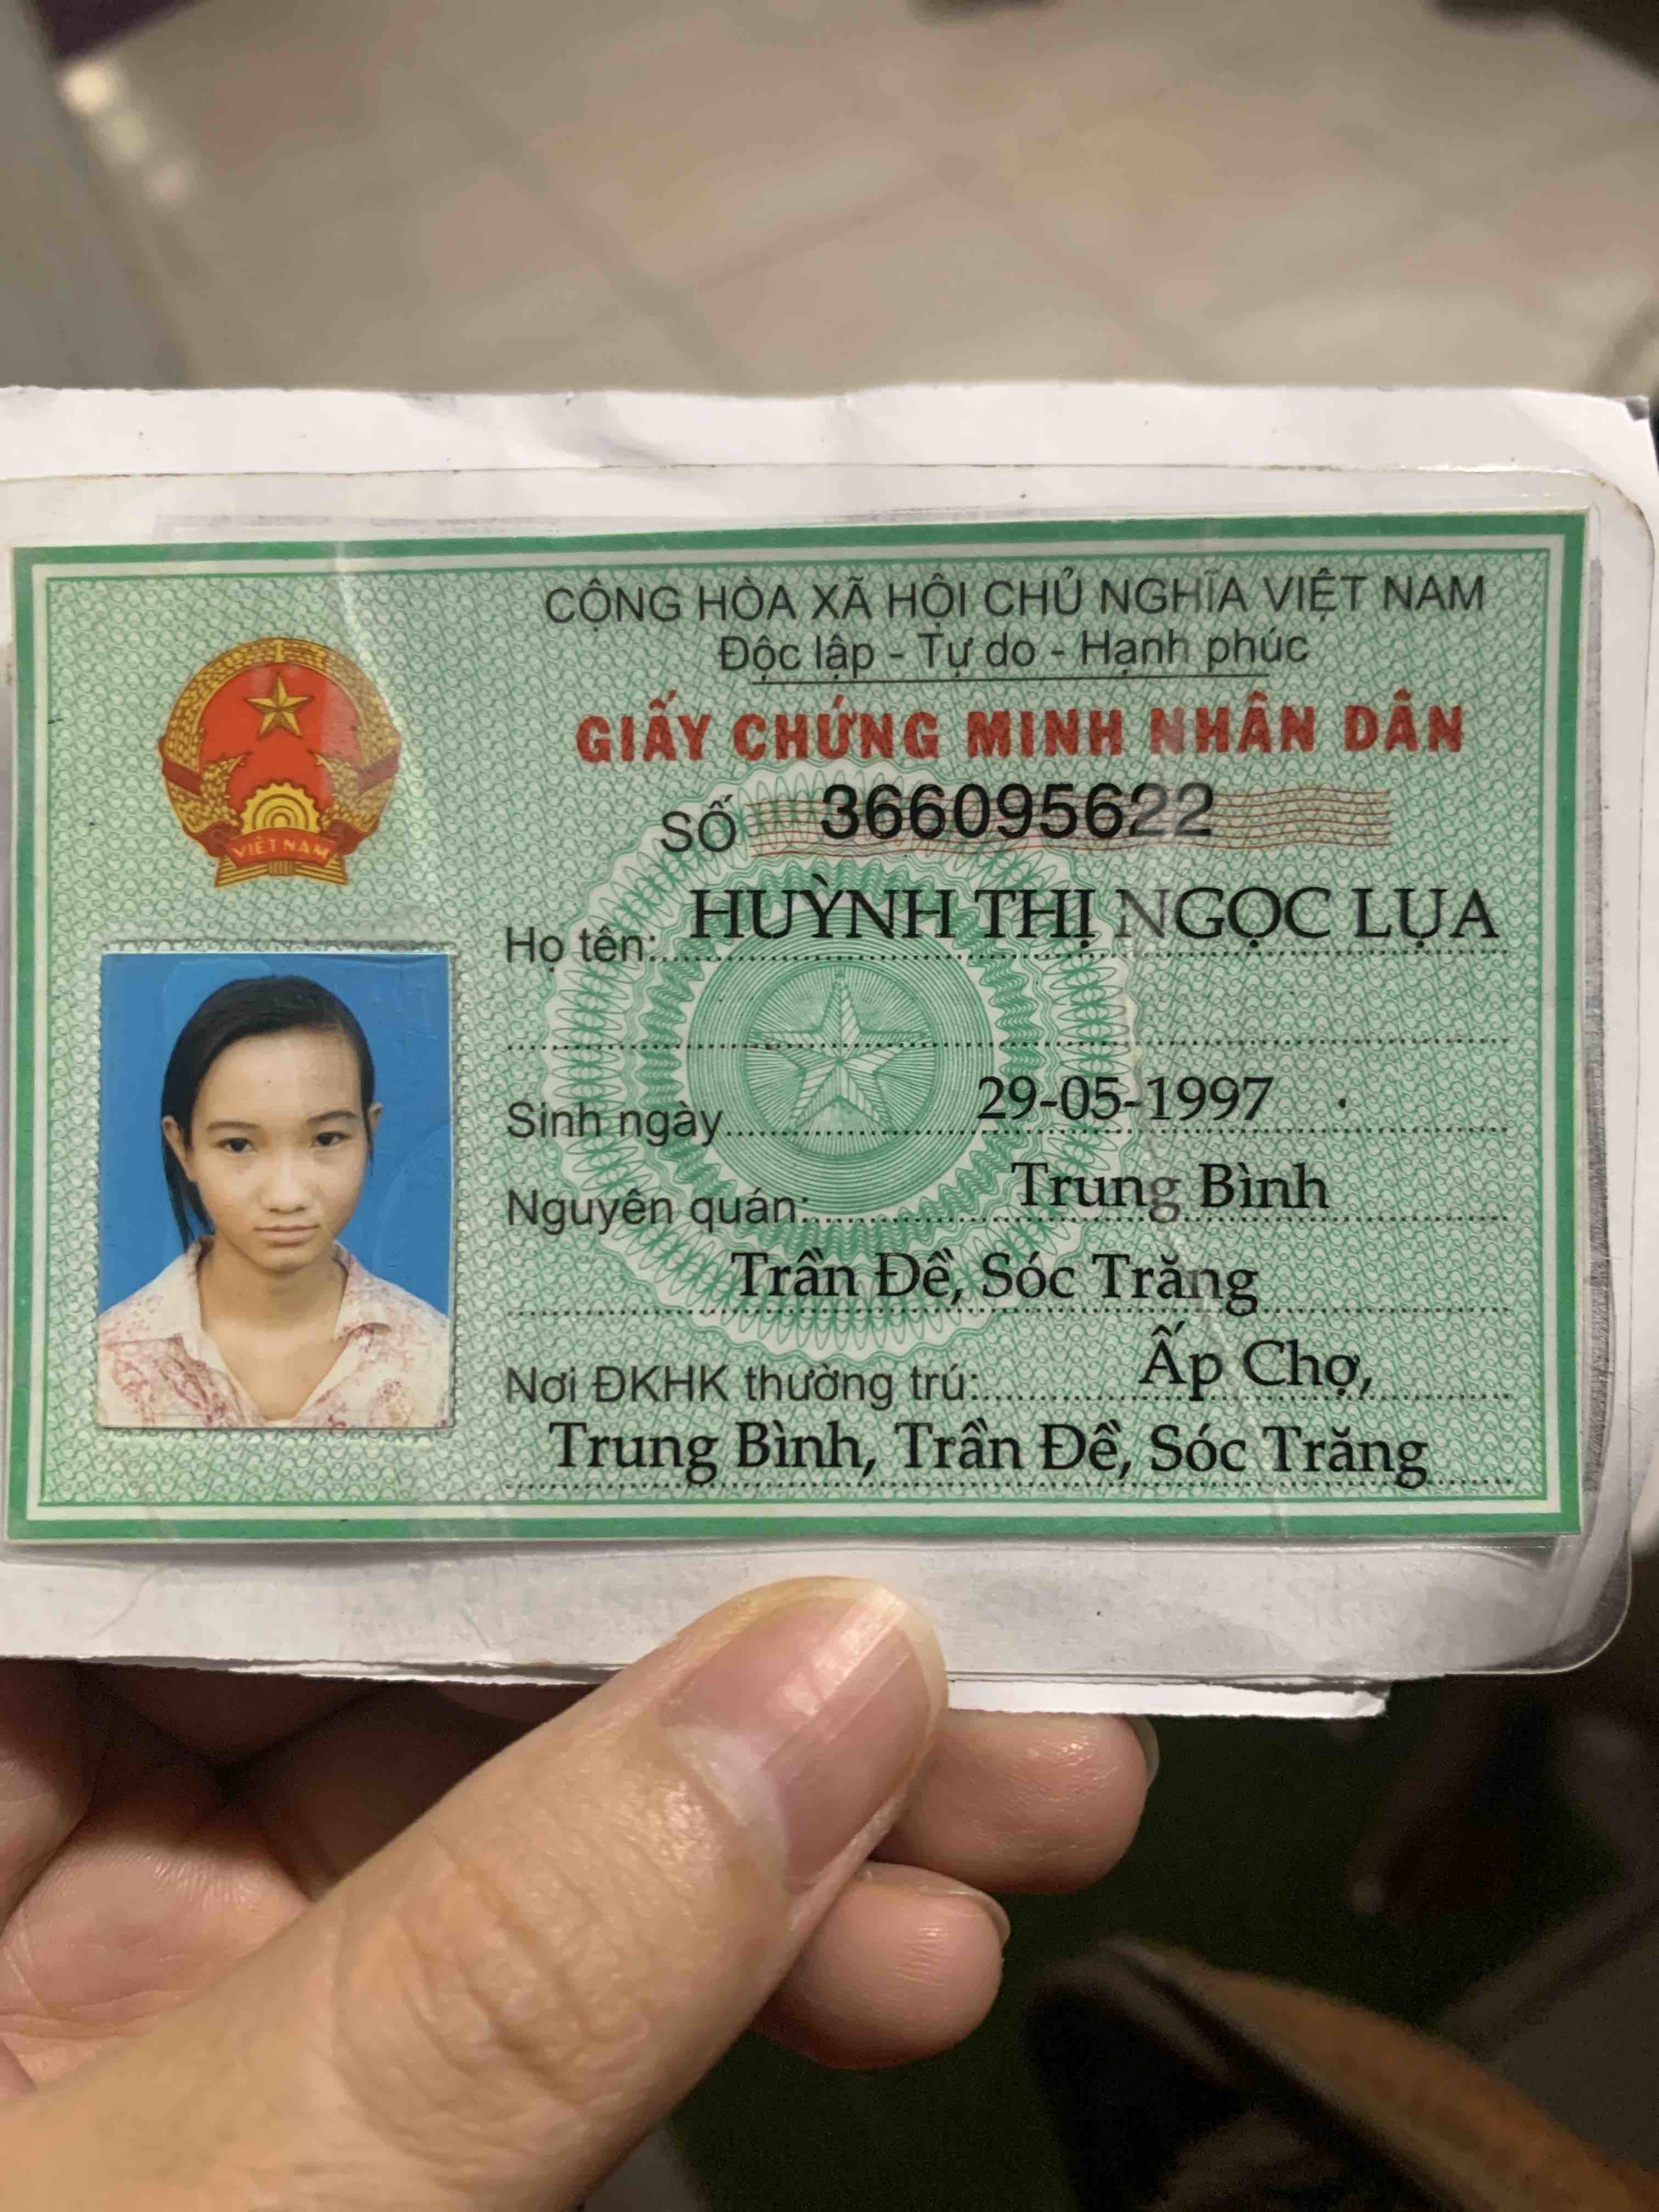 CỘNG HÒA XÃ HỘI CHỦ NGHĨA VIỆT NAM
Độc lập - Tự do - Hạnh phúc
GIẤY CHỨNG MINH NHÂN DÂN
SỐ 366095622
Họ tên: HUỲNH THỊ NGỌC LỤA
Sinh ngày 29-05-1997
Nguyên quán: Trung Bình
Trần Đề, Sóc Trăng
Nơi ĐKHK thường trú: Ấp Chợ,
Trung Bình, Trần Đề, Sóc Trăng
VIỆT NAM